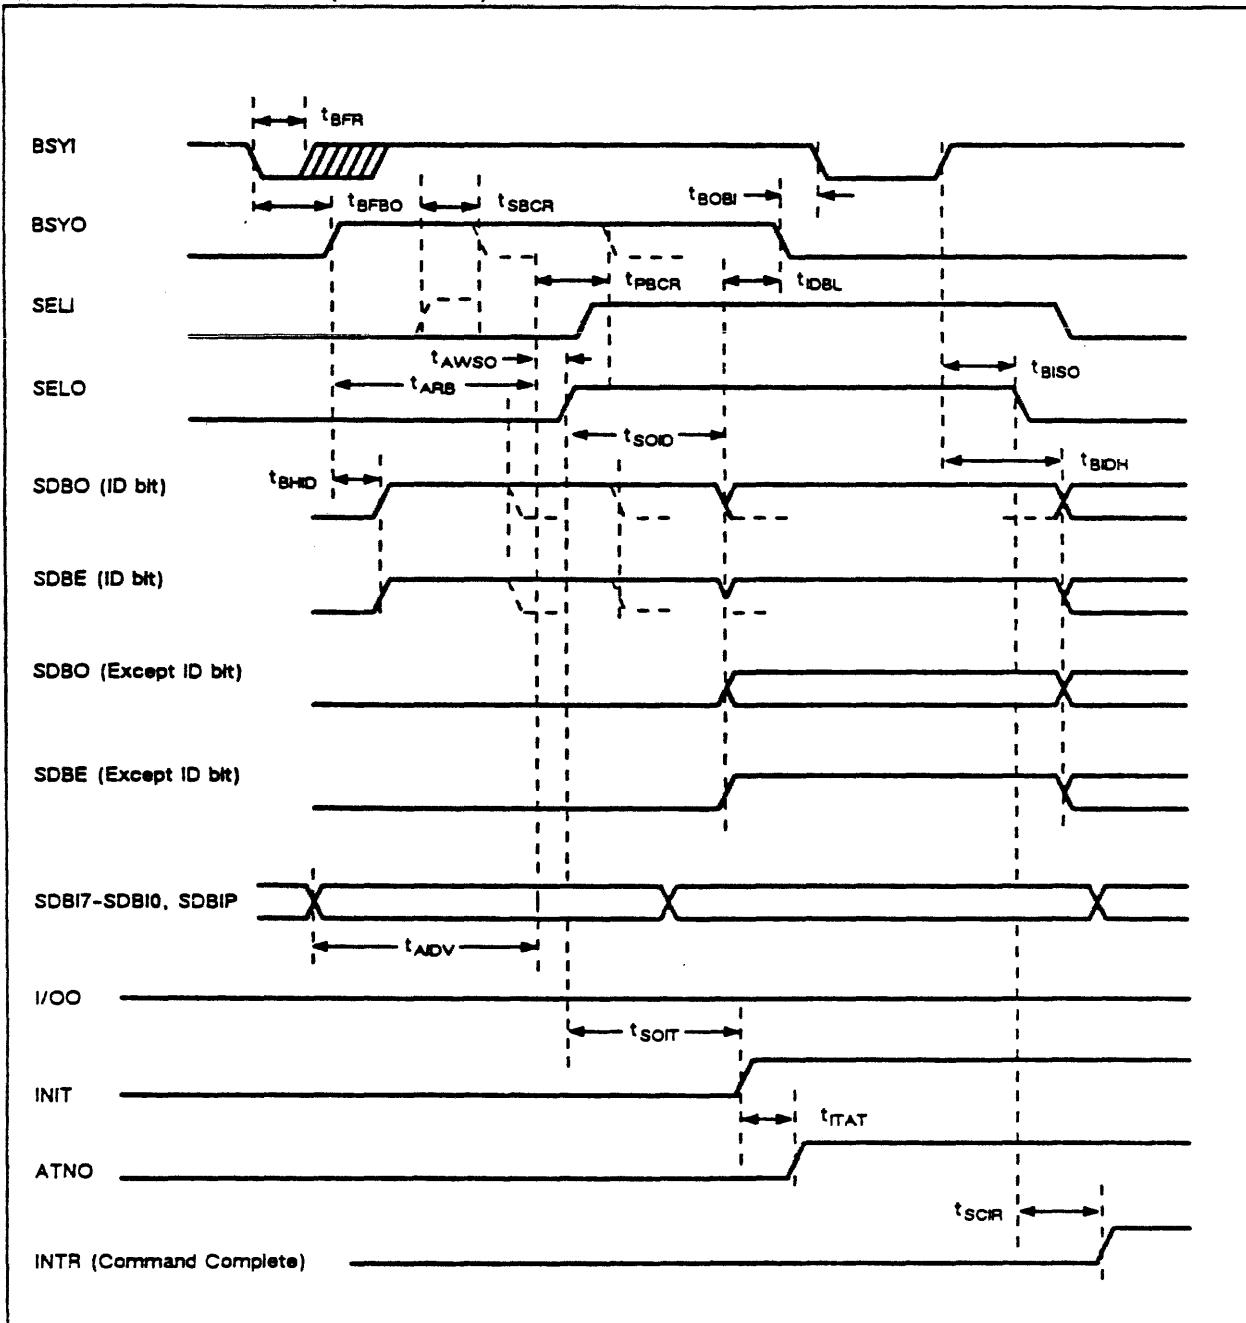 tBFR
BSYI
tBFBO
tSBCR
tBOBI
BSYO
tPBCR
tIDBL
SELI
tAWSO
tARB
tBISO
SELO
tSOID
tBIDH
tBHID
SDBO (ID bit)
SDBE (ID bit)
SDBO (Except ID bit)
SDBE (Except ID bit)
SDBI7-SDBI0, SDBIP
tAIDV
I/OO
tSOIT
INIT
tITAT
ATNO
tSCIR
INTR (Command Complete)